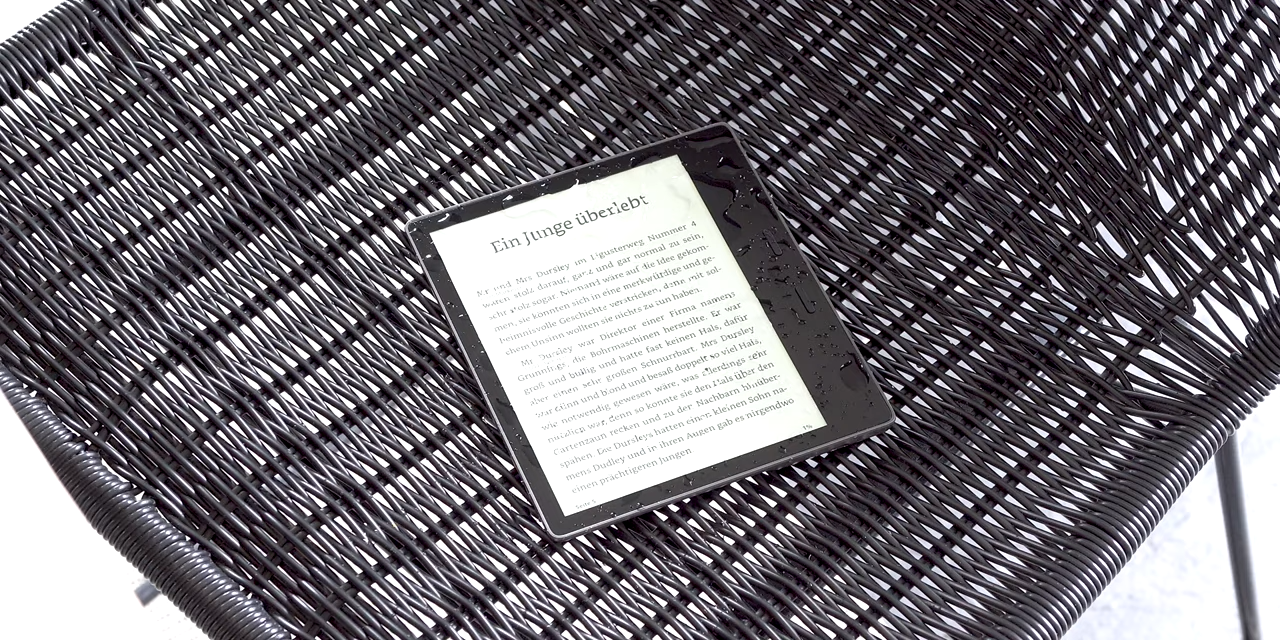 Ein Junge überlebt
Mr und Mrs Dursley im Ligusterweg Nummer 4
waren stolz darauf, ganz und gar normal zu sein,
sehr stolz sogar. Niemand wäre auf die Idee gekom-
men, sie könnten sich in eine merkwürdige und ge-
heimnisvolle Geschichte verstricken, denn mit sol-
chem Unsinn wollten sie nichts zu tun haben.
Mr Dursley war Direktor einer Firma namens
Grunnings, die Bohrmaschinen herstellte. Er war
groß und bullig und hatte fast keinen Hals, dafür
aber einen sehr großen Schnurrbart. Mrs Dursley
war dünn und blond und besaß doppelt so viel Hals,
wie notwendig gewesen wäre, was allerdings sehr
nützlich war, denn so konnte sie den Hals über den
Gartenzaun recken und zu den Nachbarn hinüber-
spähen. Die Dursleys hatten einen kleinen Sohn na-
mens Dudley und in ihren Augen gab es nirgendwo
einen prächtigeren Jungen
Seite 5 1%